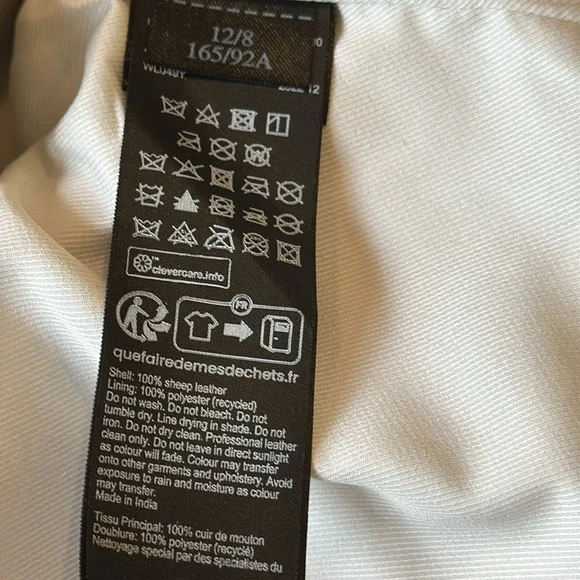 12/8
165/92A
WL049Y
2022 12
W
TM
clevercare.info
FR
quefairedemesdechets.fr
Shell: 100% sheep leather
Lining: 100% polyester (recycled)
Do not wash. Do not bleach. Do not
tumble dry. Line drying in shade. Do not
iron. Do not dry clean. Professional leather
clean only. Do not leave in direct sunlight
as colour will fade. Colour may transfer
onto other garments and upholstery. Avoid
exposure to rain and moisture as colour
may transfer.
Made in India
Tissu Principal: 100% cuir de mouton
Doublure: 100% polyester (recyclé)
Nettoyage spécial par des spécialistes du